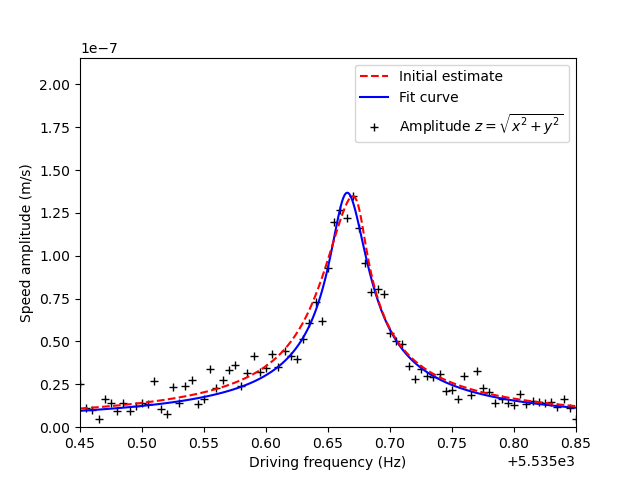 1e−7
2.00
1.75
1.50
1.25
1.00
0.75
0.50
0.25
0.00
Speed amplitude (m/s)
Initial estimate
Fit curve
Amplitude z = √x² + y²
0.45 0.50 0.55 0.60 0.65 0.70 0.75 0.80 0.85
Driving frequency (Hz)
+5.535e3